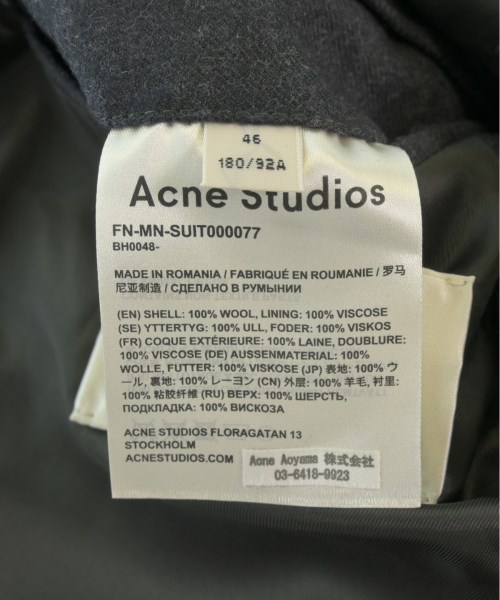 46
180/92A
Acne Studios
FN-MN-SUIT000077
BH0048-
MADE IN ROMANIA / FABRIQUÉ EN ROUMANIE / 罗马
尼亚制造 / СДЕЛАНО В РУМЫНИИ
(EN) SHELL: 100% WOOL, LINING: 100% VISCOSE
(SE) YTTERTYG: 100% ULL, FODER: 100% VISKOS
(FR) COQUE EXTÉRIEURE: 100% LAINE, DOUBLURE:
100% VISCOSE (DE) AUSSENMATERIAL: 100%
WOLLE, FUTTER: 100% VISKOSE (JP) 表地: 100% ウ
ール, 裏地: 100% レーヨン (CN) 外层: 100% 羊毛, 衬里:
100% 粘胶纤维 (RU) ВЕРХ: 100% ШЕРСТЬ,
ПОДКЛАДКА: 100% ВИСКОЗА
ACNE STUDIOS FLORAGATAN 13
STOCKHOLM
ACNESTUDIOS.COM
Acne Aoyama 株式会社
03-6418-9923